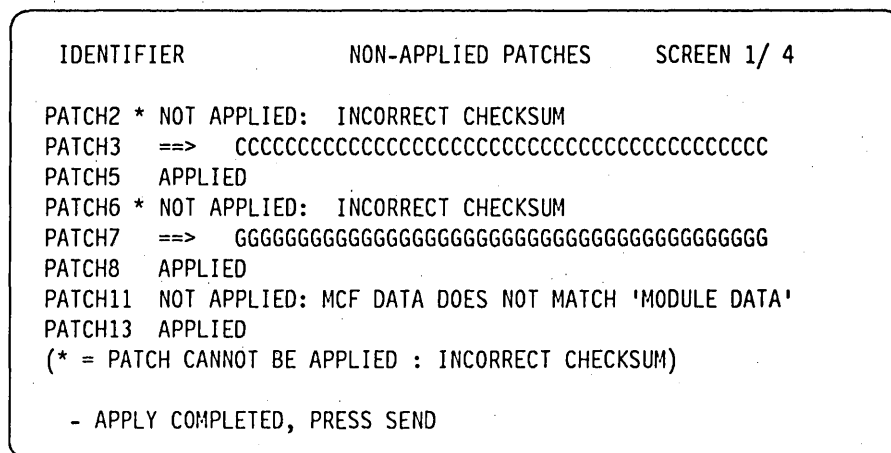 IDENTIFIER NON-APPLIED PATCHES SCREEN 1/ 4
PATCH2 * NOT APPLIED: INCORRECT CHECKSUM
PATCH3 ==> CCCCCCCCCCCCCCCCCCCCCCCCCCCCCCCCCCCCCCCCCC
PATCH5 APPLIED
PATCH6 * NOT APPLIED: INCORRECT CHECKSUM
PATCH7 ==> GGGGGGGGGGGGGGGGGGGGGGGGGGGGGGGGGGGGGGGGGG
PATCH8 APPLIED
PATCH11 NOT APPLIED: MCF DATA DOES NOT MATCH 'MODULE DATA'
PATCH13 APPLIED
(* = PATCH CANNOT BE APPLIED : INCORRECT CHECKSUM)
- APPLY COMPLETED, PRESS SEND